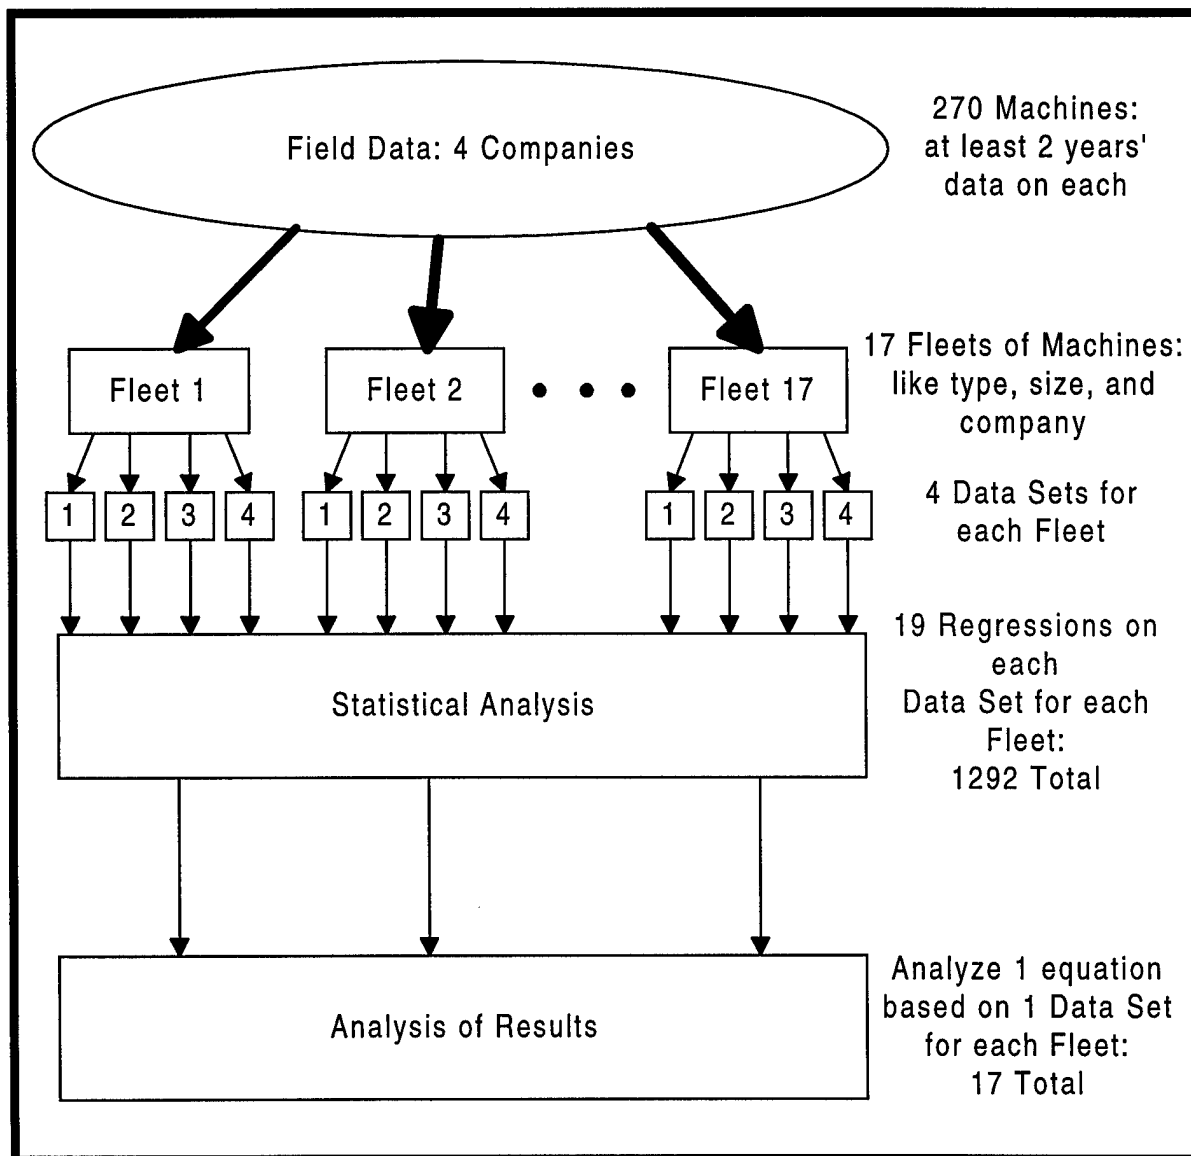 Field Data: 4 Companies
270 Machines:
at least 2 years'
data on each
Fleet 1
Fleet 2
Fleet 17
17 Fleets of Machines:
like type, size, and
company
1 2 3 4 1 2 3 4 1 2 3 4
4 Data Sets for
each Fleet
Statistical Analysis
19 Regressions on
each
Data Set for each
Fleet:
1292 Total
Analysis of Results
Analyze 1 equation
based on 1 Data Set
for each Fleet:
17 Total